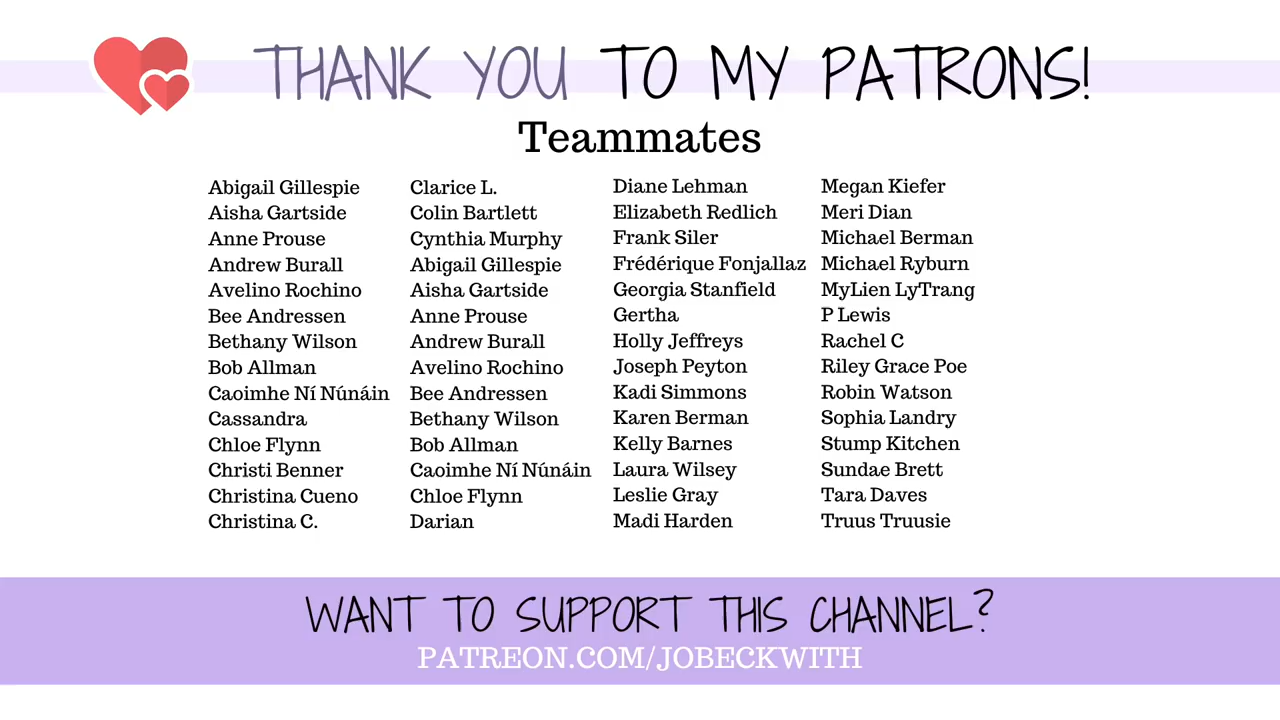 THANK YOU TO MY PATRONS!
Teammates
Abigail Gillespie
Aisha Gartside
Anne Prouse
Andrew Burall
Avelino Rochino
Bee Andressen
Bethany Wilson
Bob Allman
Caoimhe Ní Núnáin
Cassandra
Chloe Flynn
Christi Benner
Christina Cueno
Christina C.
Clarice L.
Colin Bartlett
Cynthia Murphy
Abigail Gillespie
Aisha Gartside
Anne Prouse
Andrew Burall
Avelino Rochino
Bee Andressen
Bethany Wilson
Bob Allman
Caoimhe Ní Núnáin
Chloe Flynn
Darian
Diane Lehman
Elizabeth Redlich
Frank Siler
Frédérique Fonjallaz
Georgia Stanfield
Gertha
Holly Jeffreys
Joseph Peyton
Kadi Simmons
Karen Berman
Kelly Barnes
Laura Wilsey
Leslie Gray
Madi Harden
Megan Kiefer
Meri Dian
Michael Berman
Michael Ryburn
MyLien LyTrang
P Lewis
Rachel C
Riley Grace Poe
Robin Watson
Sophia Landry
Stump Kitchen
Sundae Brett
Tara Daves
Truus Truusie
WANT TO SUPPORT THIS CHANNEL?
PATREON.COM/JOBECKWITH